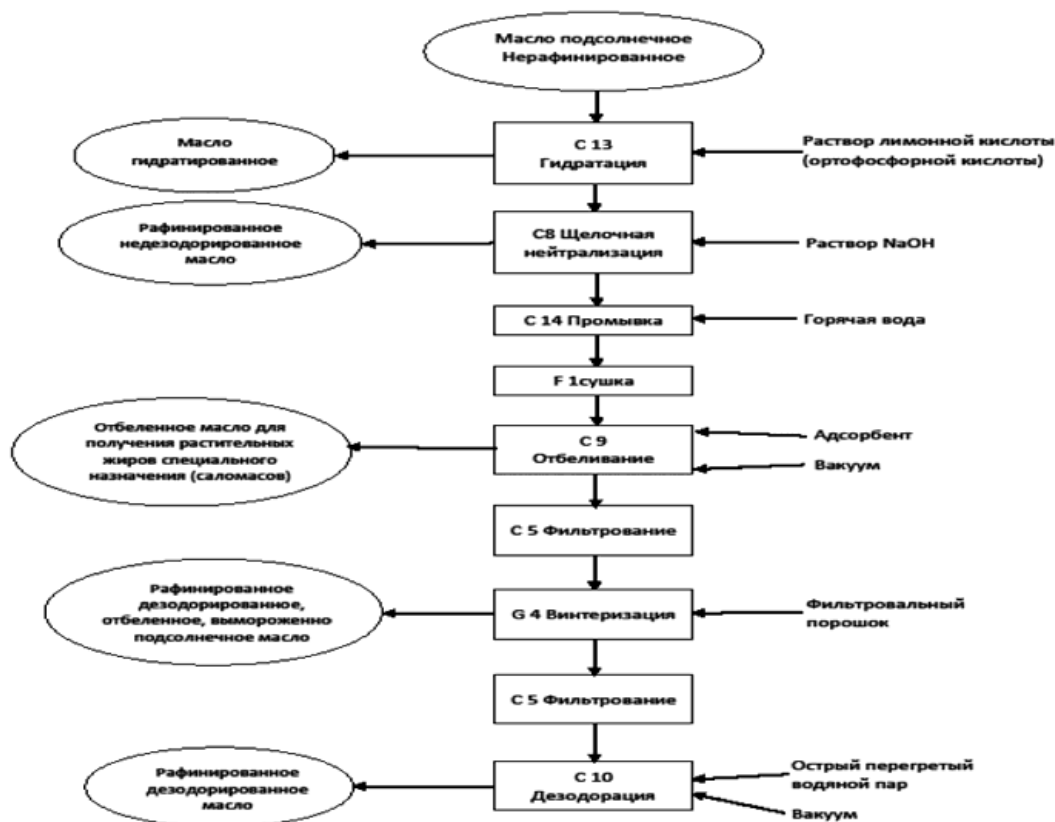 Масло подсолнечное
Нерафинированное
С 13
Гидратация
Масло
гидратированное
Раствор лимонной кислоты
(ортофосфорной кислоты)
С8 Щелочная
нейтрализация
Рафинированное
недезодорированное
масло
Раствор NaOH
С 14 Промывка
Горячая вода
F 1сушка
С 9
Отбеливание
Отбеленное масло для
получения растительных
жиров специального
назначения (саломасов)
Адсорбент
Вакуум
С 5 Фильтрование
G 4 Винтеризация
Рафинированное
дезодорированное,
отбеленное, вымороженно
подсолнечное масло
Фильтровальный
порошок
С 5 Фильтрование
С 10
Дезодорация
Рафинированное
дезодорированное
масло
Острый перегретый
водяной пар
Вакуум